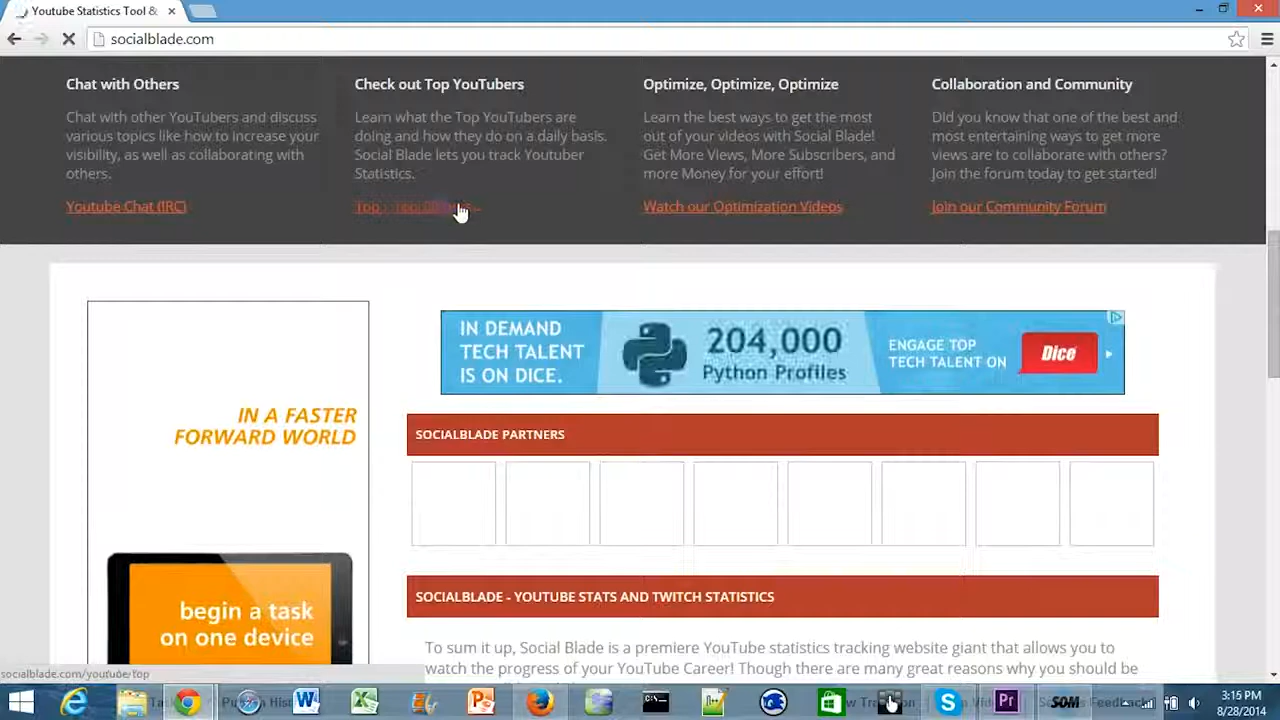 Youtube Statistics Tool &
socialblade.com
Chat with Others
Chat with other YouTubers and discuss
various topics like how to increase your
visibility, as well as collaborating with
others.
Youtube Chat (IRC)
Check out Top YouTubers
Learn what the Top YouTubers are
doing and how they do on a daily basis.
Social Blade lets you track Youtuber
Statistics.
Top
Optimize, Optimize, Optimize
Learn the best ways to get the most
out of your videos with Social Blade!
Get More Views, More Subscribers, and
more Money for your effort!
Watch our Optimization Videos
Collaboration and Community
Did you know that one of the best and
most entertaining ways to get more
views are to collaborate with others?
Join the forum today to get started!
Join our Community Forum
IN A FASTER
FORWARD WORLD
begin a task
on one device
IN DEMAND
TECH TALENT
IS ON DICE.
204,000
Python Profiles
ENGAGE TOP
TECH TALENT ON
Dice
SOCIALBLADE PARTNERS
SOCIALBLADE - YOUTUBE STATS AND TWITCH STATISTICS
To sum it up, Social Blade is a premiere YouTube statistics tracking website giant that allows you to
watch the progress of your YouTube Career! Though there are many great reasons why you should be
socialblade.com/youtube/top
SOM
3:15 PM
8/28/2014